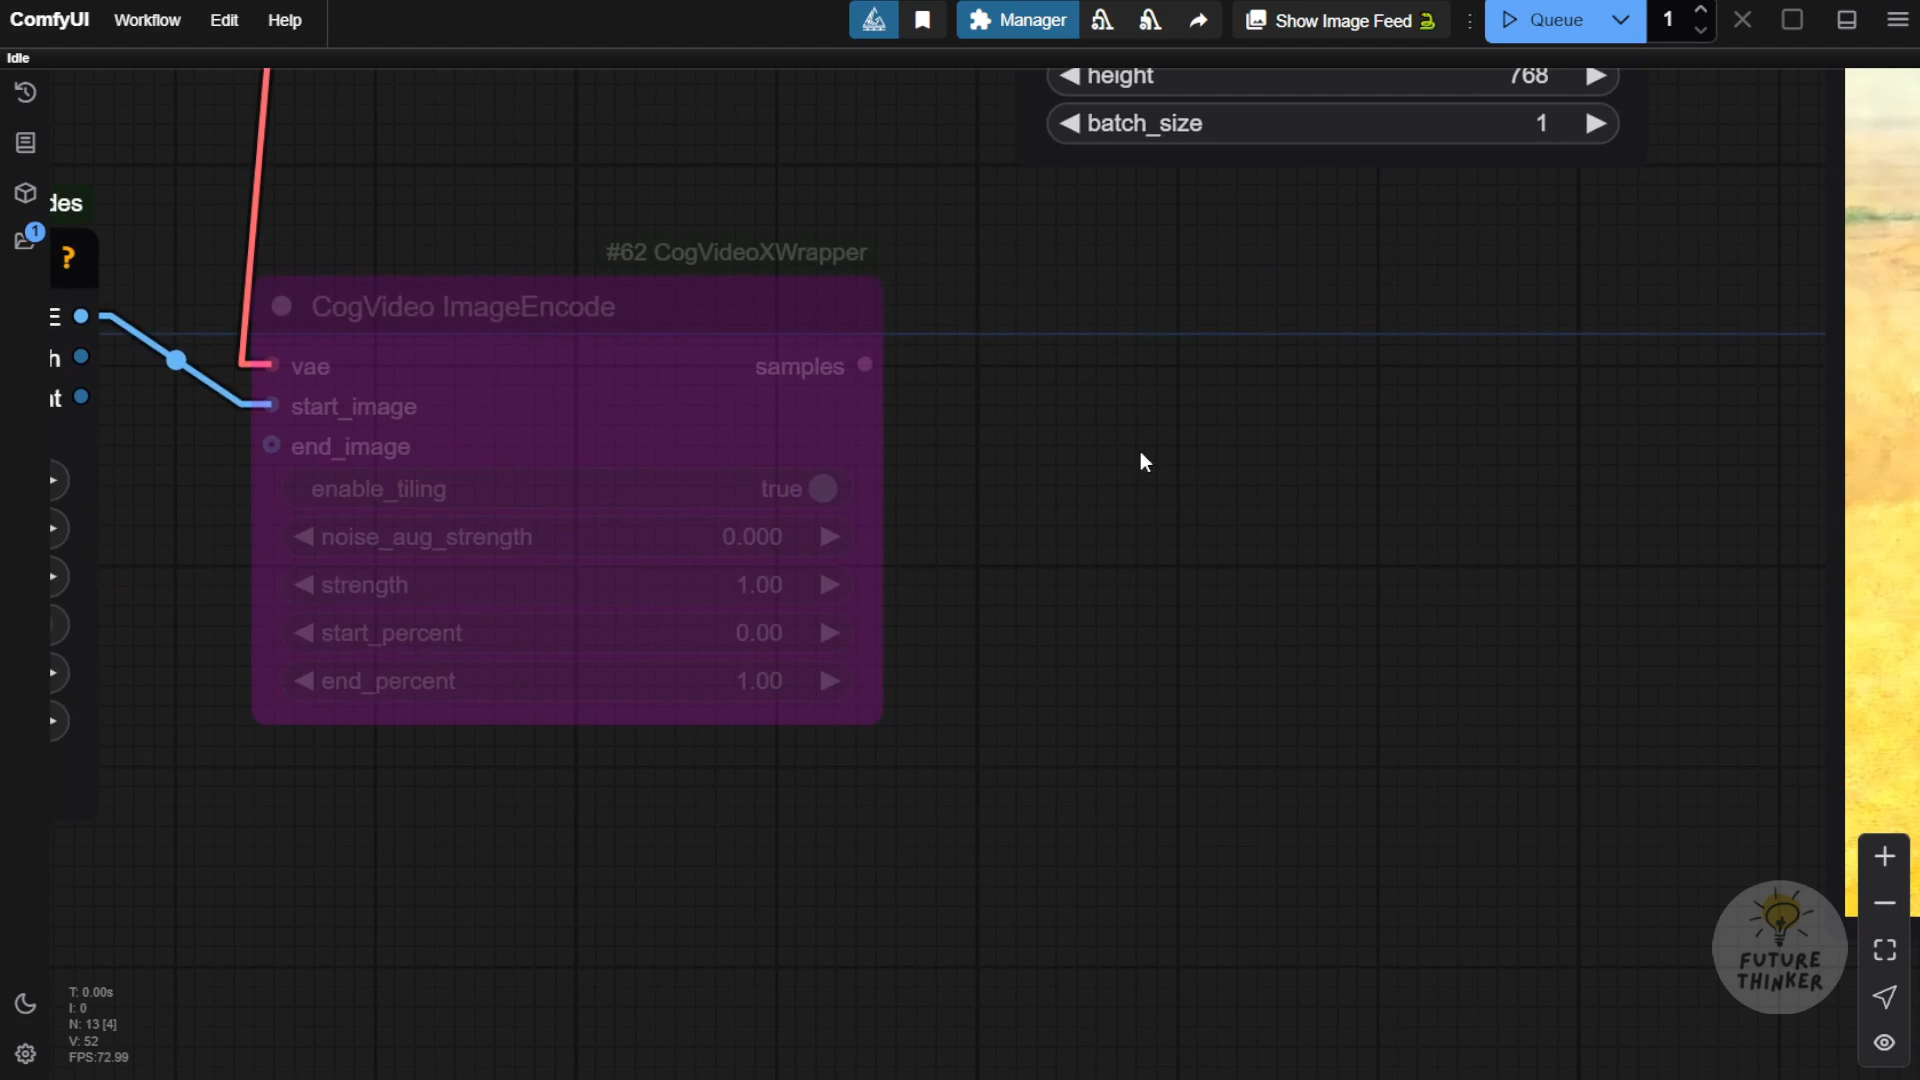 ComfyUI Workflow Edit Help
Manager
Show Image Feed
Queue
1
Idle
height 768
batch_size 1
des
1
?
#62 CogVideoXWrapper
CogVideo ImageEncode
vae samples
start_image
end_image
enable_tiling true
noise_aug_strength 0.000
strength 1.00
start_percent 0.00
end_percent 1.00
FUTURE
THINKER
T: 0.00s
I: 0
N: 13 [4]
V: 52
FPS:72.99